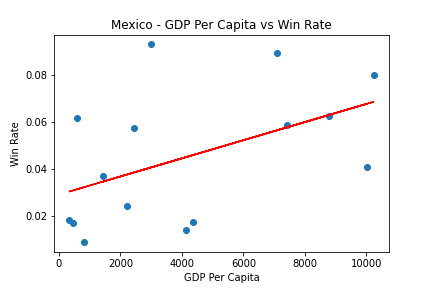 Mexico - GDP Per Capita vs Win Rate
Win Rate
0.08
0.06
0.04
0.02
0 2000 4000 6000 8000 10000
GDP Per Capita